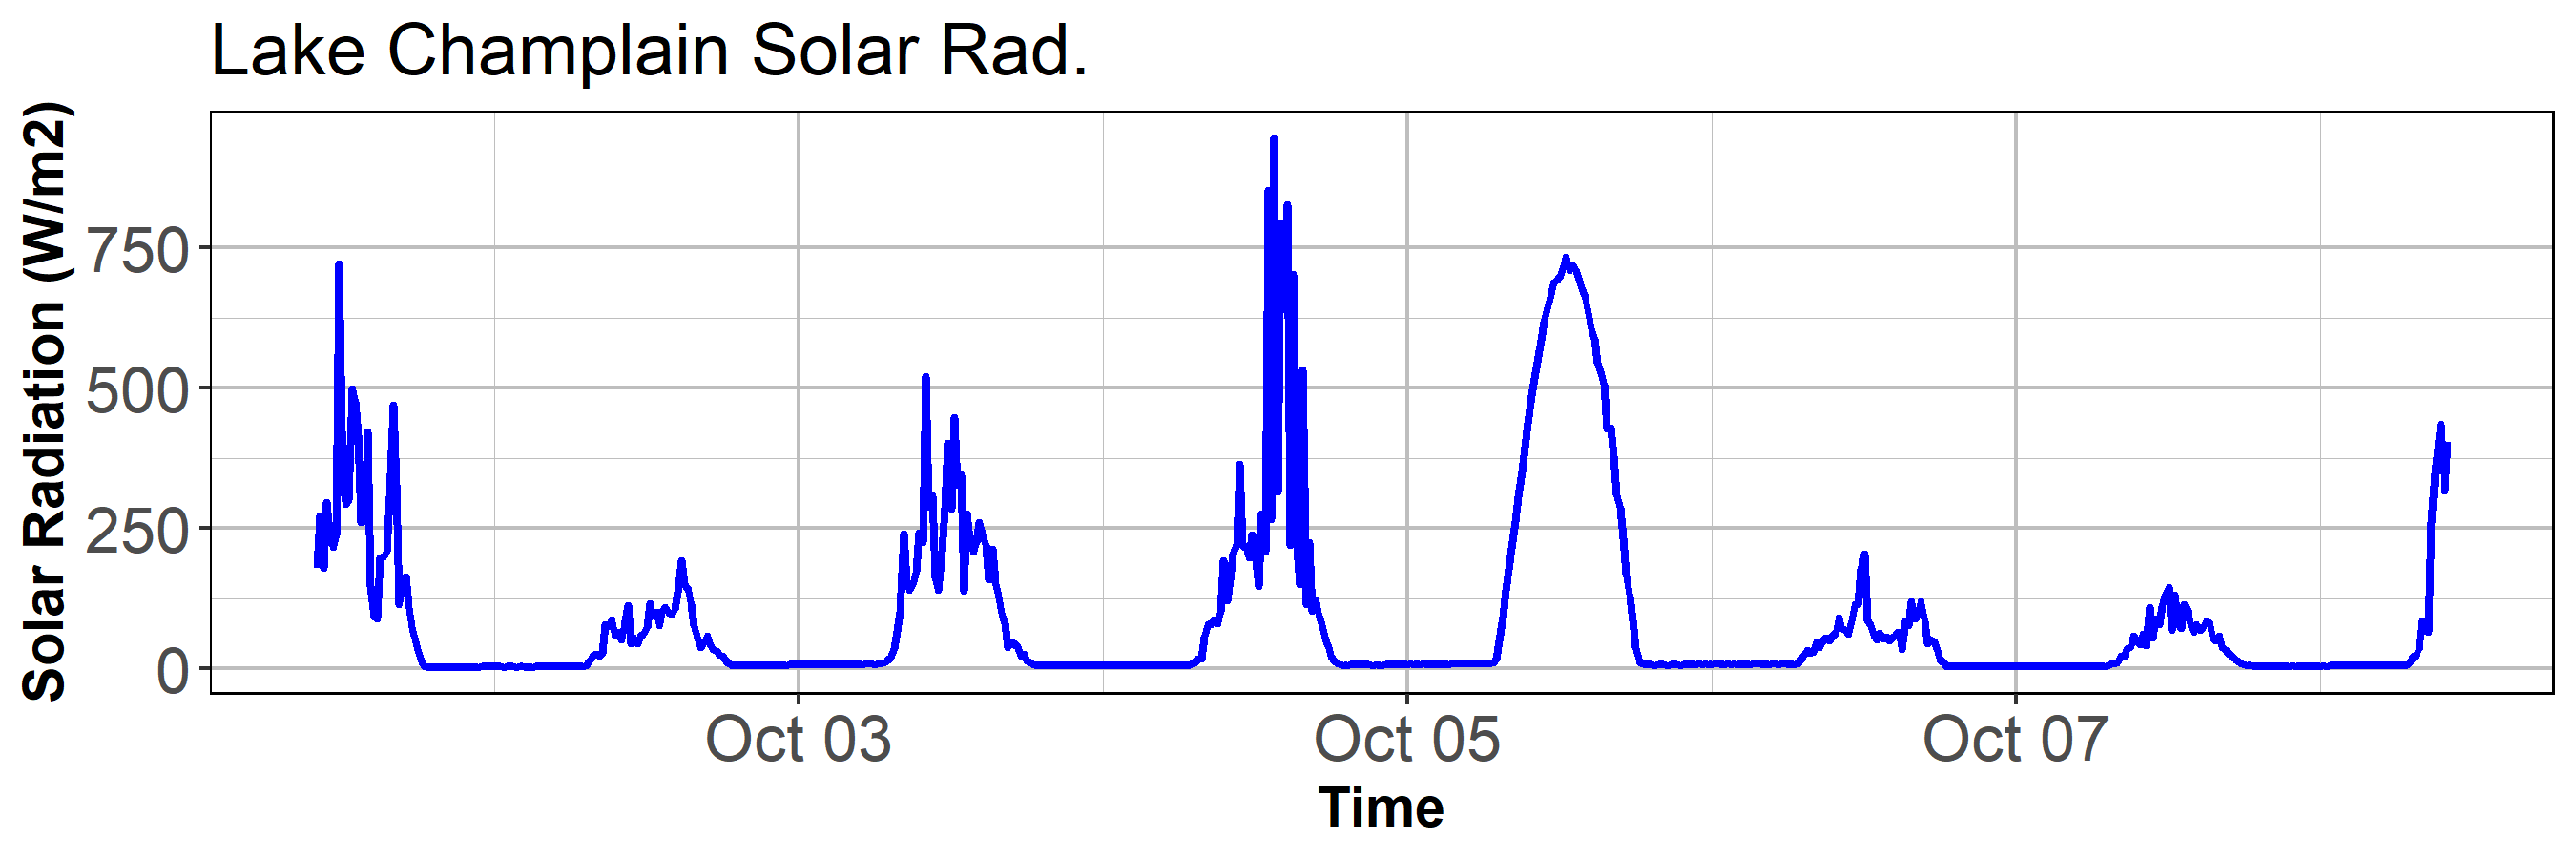 Lake Champlain Solar Rad.
Solar Radiation (W/m2)
750
500
250
0
Oct 03 Oct 05 Oct 07
Time